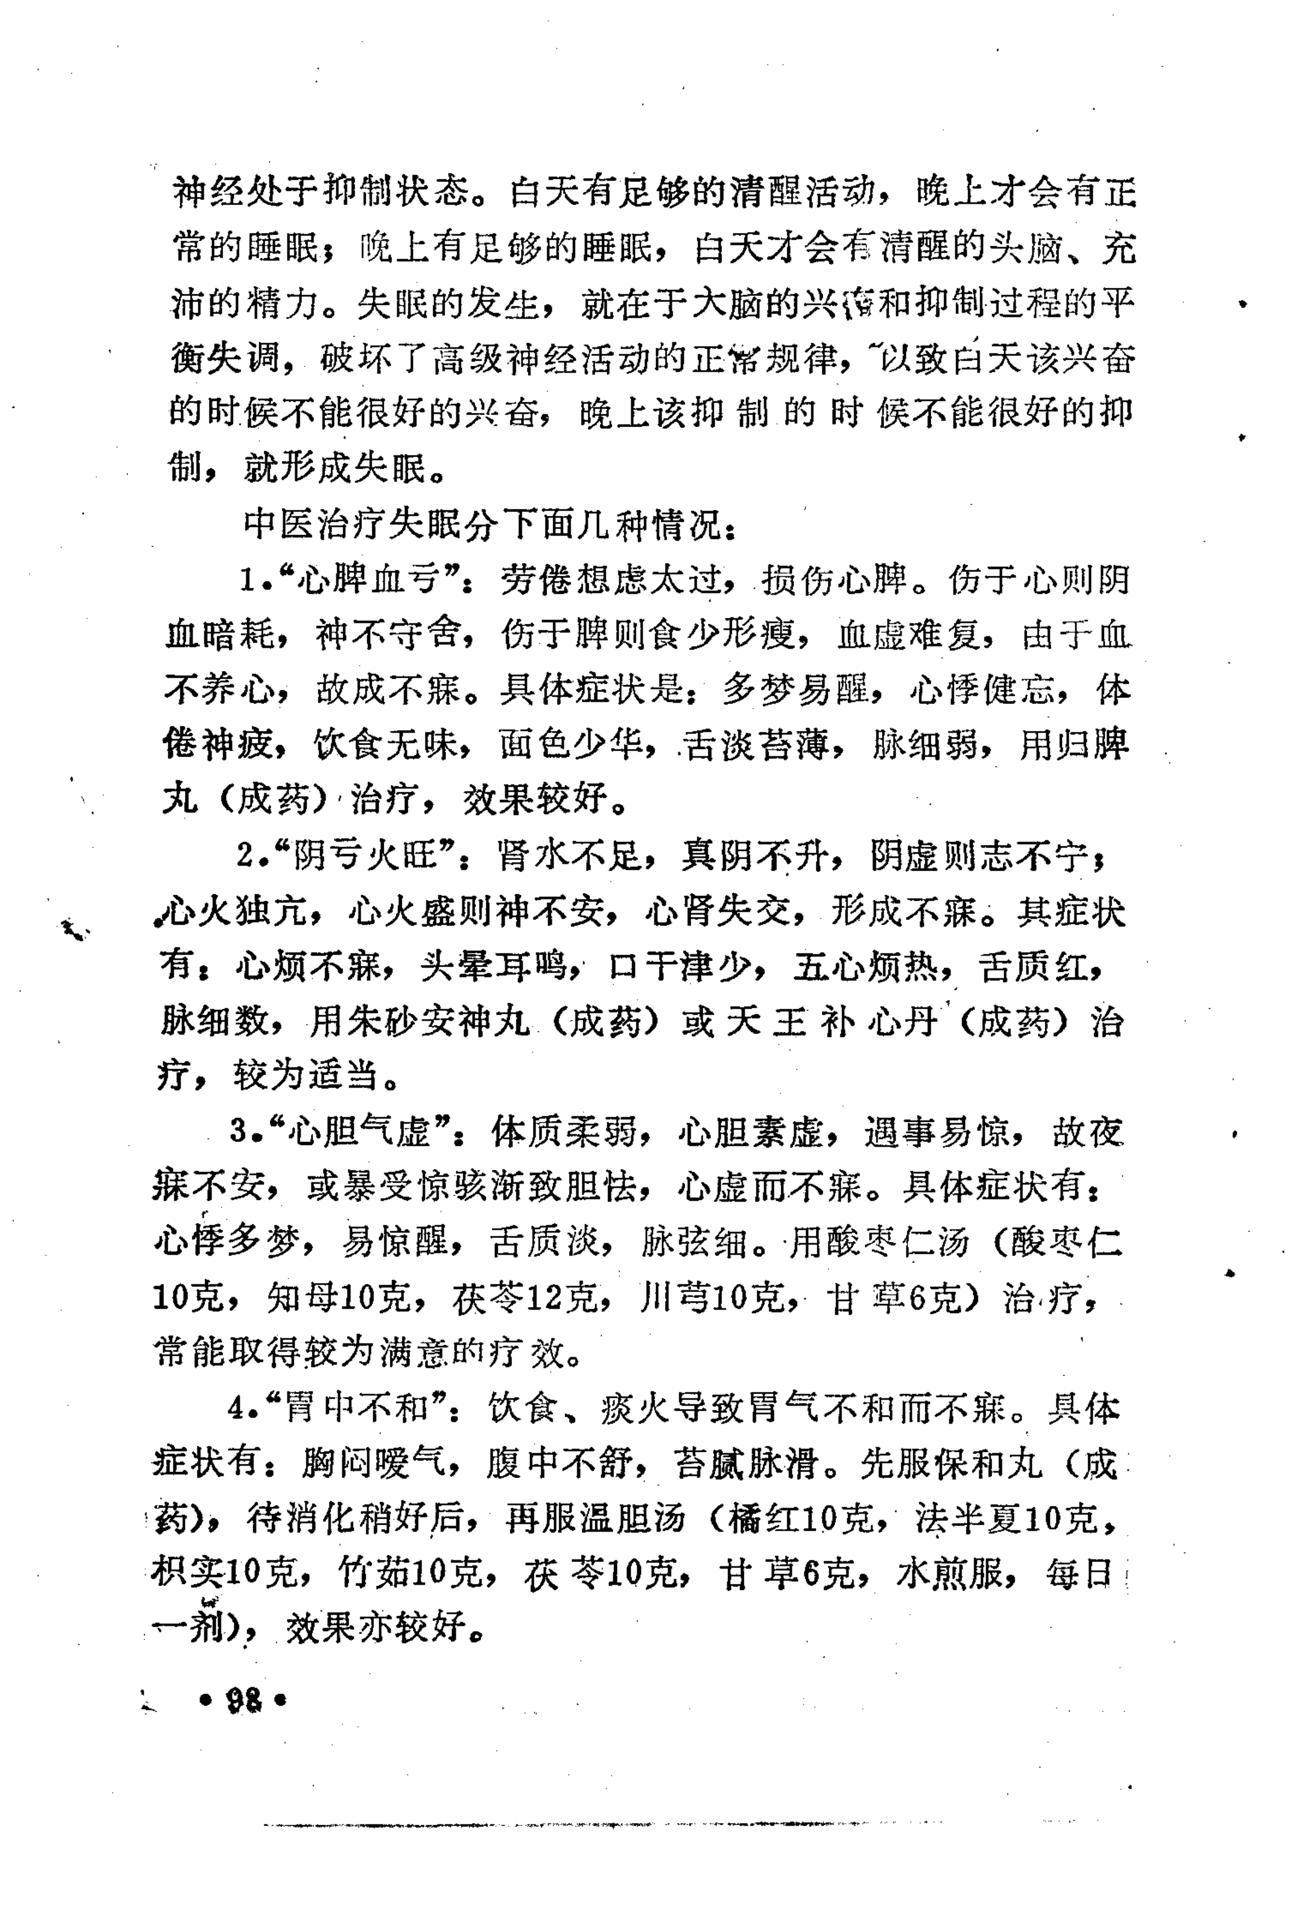 神经处于抑制状态。白天有足够的清醒活动，晚上才会有正
常的睡眠；晚上有足够的睡眠，白天才会有清醒的头脑、充
沛的精力。失眠的发生，就在于大脑的兴奋和抑制过程的平
衡失调，破坏了高级神经活动的正常规律，以致白天该兴奋
的时候不能很好的兴奋，晚上该抑制的时候不能很好的抑
制，就形成失眠。
中医治疗失眠分下面几种情况：
1.“心脾血亏”：劳倦想虑太过，损伤心脾。伤于心则阴
血暗耗，神不守舍，伤于脾则食少形瘦，血虚难复，由于血
不养心，故成不寐。具体症状是：多梦易醒，心悸健忘，体
倦神疲，饮食无味，面色少华，舌淡苔薄，脉细弱，用归脾
丸（成药）治疗，效果较好。
2.“阴亏火旺”：肾水不足，真阴不升，阴虚则志不宁；
心火独亢，心火盛则神不安，心肾失交，形成不寐。其症状
有：心烦不寐，头晕耳鸣，口干津少，五心烦热，舌质红，
脉细数，用朱砂安神丸（成药）或天王补心丹（成药）治
疗，较为适当。
3.“心胆气虚”：体质柔弱，心胆素虚，遇事易惊，故夜
寐不安，或暴受惊骇渐致胆怯，心虚而不寐。具体症状有：
心悸多梦，易惊醒，舌质淡，脉弦细。用酸枣仁汤（酸枣仁
10克，知母10克，茯苓12克，川芎10克，甘草6克）治疗，
常能取得较为满意的疗效。
4.“胃中不和”：饮食、痰火导致胃气不和而不寐。具体
症状有：胸闷嗳气，腹中不舒，苔腻脉滑。先服保和丸（成
药），待消化稍好后，再服温胆汤（橘红10克，法半夏10克，
枳实10克，竹茹10克，茯苓10克，甘草6克，水煎服，每日
一剂），效果亦较好。
•98•